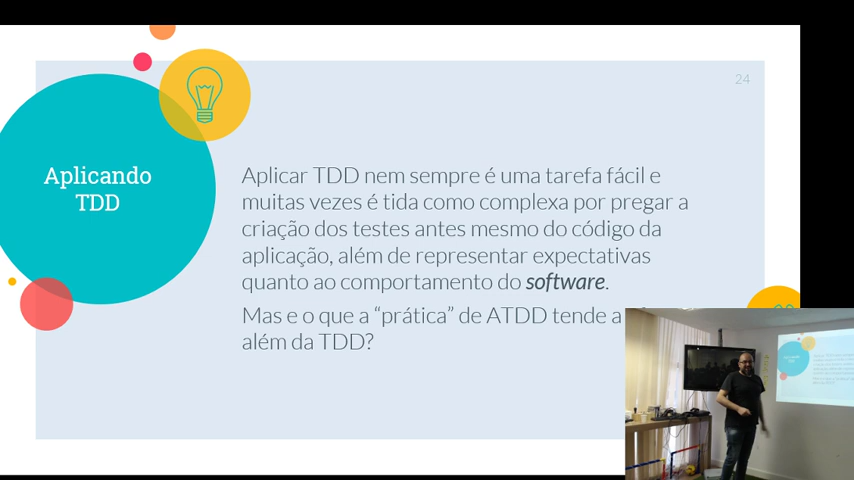 24
Aplicando
TDD
Aplicar TDD nem sempre é uma tarefa fácil e
muitas vezes é tida como complexa por pregar a
criação dos testes antes mesmo do código da
aplicação, além de representar expectativas
quanto ao comportamento do software.
Mas e o que a “prática” de ATDD tende a
além da TDD?